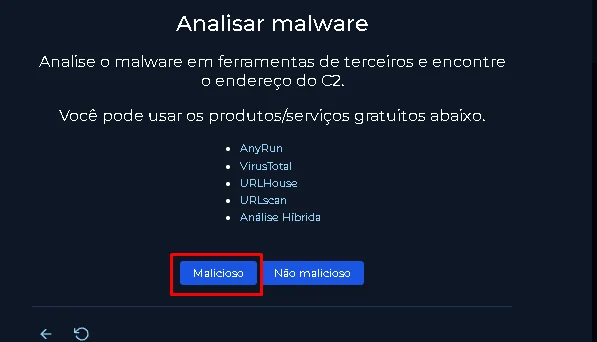 Analisar malware
Analise o malware em ferramentas de terceiros e encontre
o endereço do C2.
Você pode usar os produtos/serviços gratuitos abaixo.
AnyRun
VirusTotal
URLHouse
URLscan
Análise Híbrida
Malicioso
Não malicioso